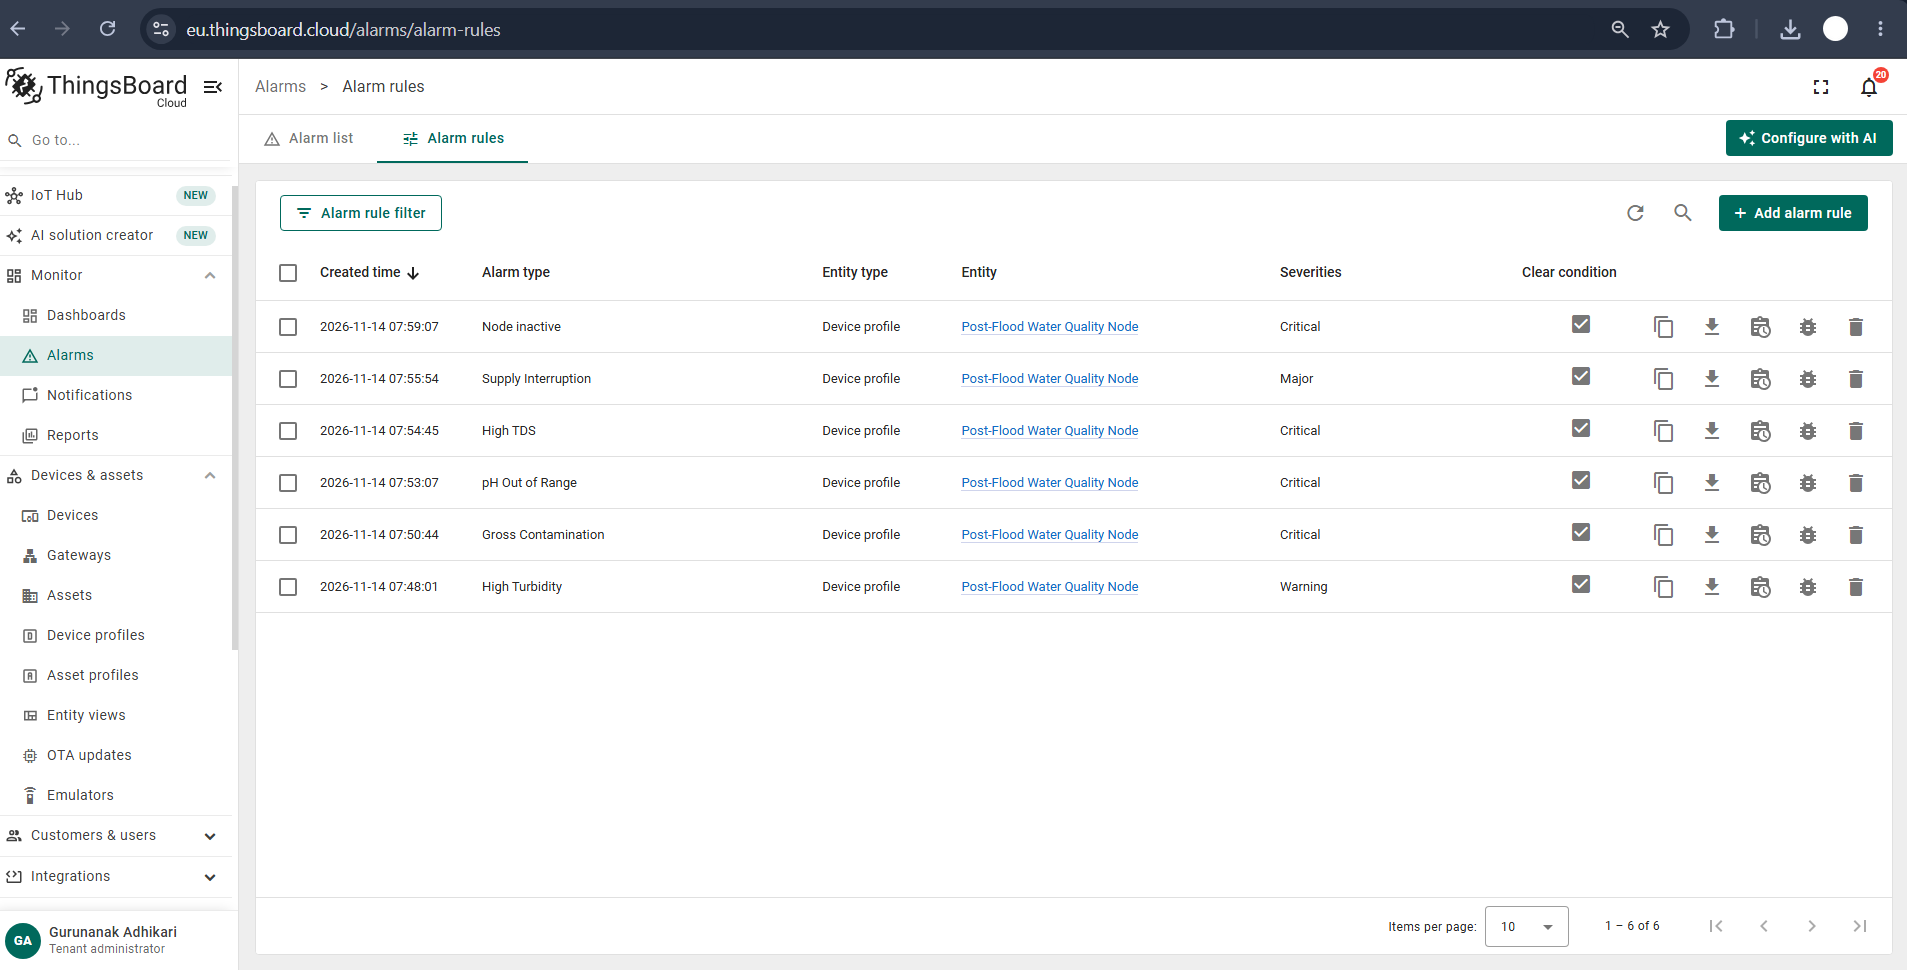 eu.thingsboard.cloud/alarms/alarm-rules
ThingsBoard
Cloud
Alarms > Alarm rules
20
Go to...
Alarm list
Alarm rules
Configure with AI
IoT Hub NEW
AI solution creator NEW
Monitor
Dashboards
Alarms
Notifications
Reports
Devices & assets
Devices
Gateways
Assets
Device profiles
Asset profiles
Entity views
OTA updates
Emulators
Customers & users
Integrations
GA
Gurunanak Adhikari
Tenant administrator
Alarm rule filter
+ Add alarm rule
Created time Alarm type Entity type Entity Severities Clear condition
2026-11-14 07:59:07 Node inactive Device profile Post-Flood Water Quality Node Critical
2026-11-14 07:55:54 Supply Interruption Device profile Post-Flood Water Quality Node Major
2026-11-14 07:54:45 High TDS Device profile Post-Flood Water Quality Node Critical
2026-11-14 07:53:07 pH Out of Range Device profile Post-Flood Water Quality Node Critical
2026-11-14 07:50:44 Gross Contamination Device profile Post-Flood Water Quality Node Critical
2026-11-14 07:48:01 High Turbidity Device profile Post-Flood Water Quality Node Warning
Items per page: 10 1 – 6 of 6